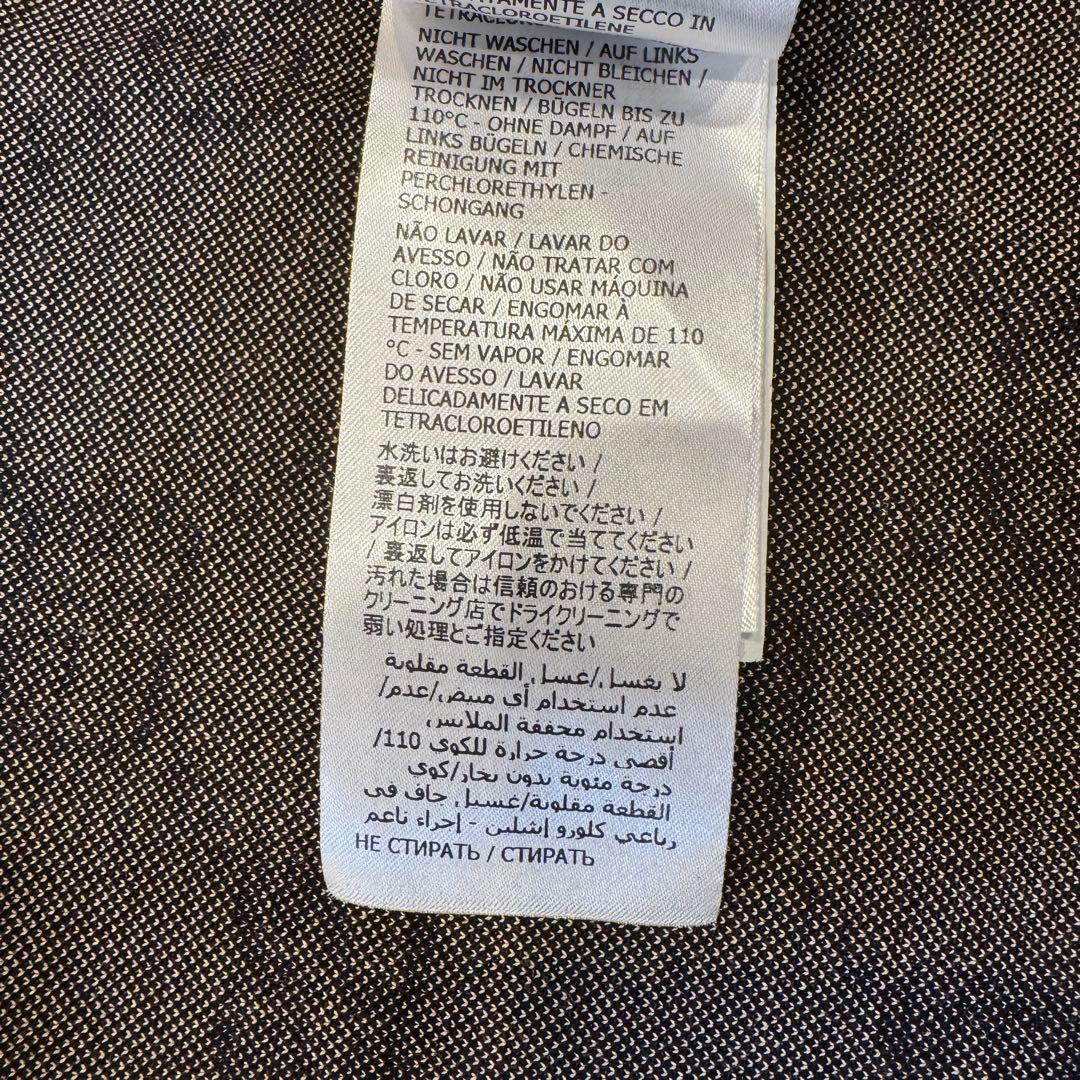 AMENTE A SECCO IN
TETRACLOROETILENE
NICHT WASCHEN / AUF LINKS
WASCHEN / NICHT BLEICHEN /
NICHT IM TROCKNER
TROCKNEN / BÜGELN BIS ZU
110°C - OHNE DAMPF / AUF
LINKS BÜGELN / CHEMISCHE
REINIGUNG MIT
PERCHLORETHYLEN -
SCHONGANG
NÃO LAVAR / LAVAR DO
AVESSO / NÃO TRATAR COM
CLORO / NÃO USAR MÁQUINA
DE SECAR / ENGOMAR À
TEMPERATURA MÁXIMA DE 110
°C - SEM VAPOR / ENGOMAR
DO AVESSO / LAVAR
DELICADAMENTE A SECO EM
TETRACLOROETILENO
水洗いはお避けください /
裏返してお洗いください /
漂白剤を使用しないでください /
アイロンは必ず低温で当ててください
/ 裏返してアイロンをかけてください /
汚れた場合は信頼のおける専門の
クリーニング店でドライクリーニングで
弱い処理とご指定ください
لا يغسل/غسل القطعة مقلوبة
عدم استخدام أي مبيض/عدم/
استخدام مجففة الملابس
أقصى درجة حرارة للكوي 110/
درجة مئوية بدون بخار/كوي
القطعة مقلوبة/غسيل جاف في
رباعي كلورو إيثيلين - إجراء ناعم
НЕ СТИРАТЬ / СТИРАТЬ